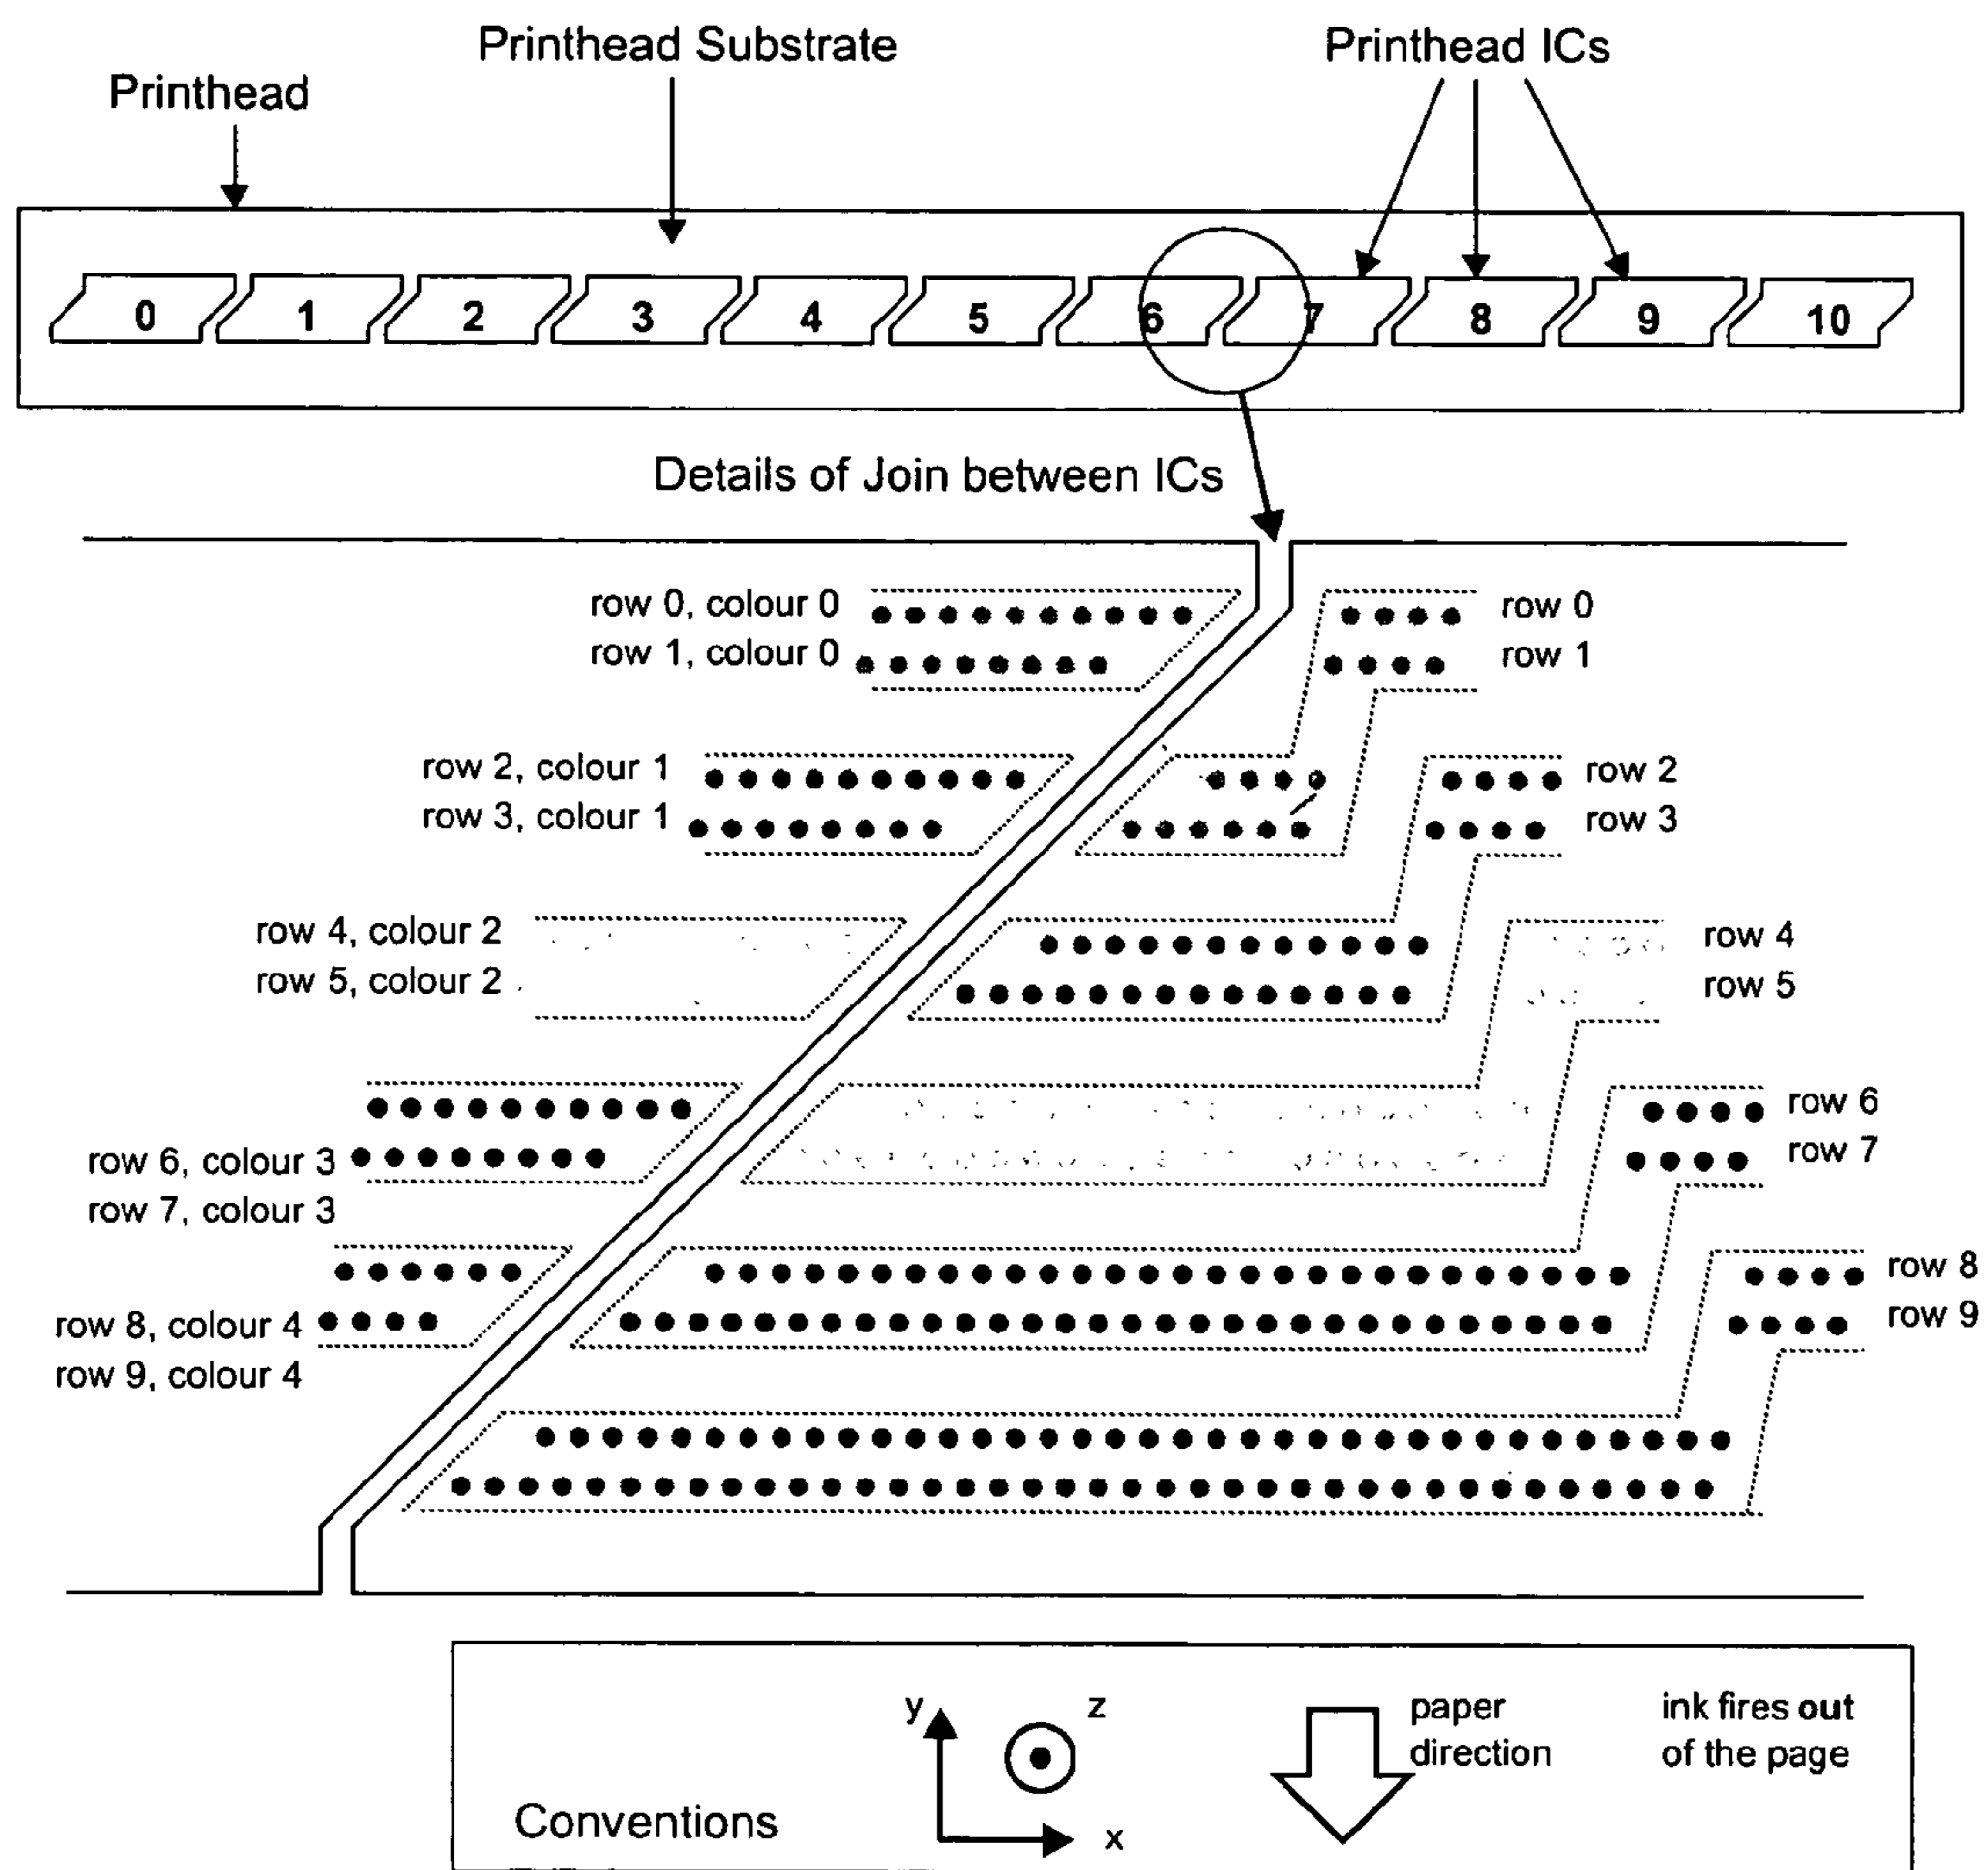 Printhead Substrate
Printhead ICs
Printhead
0 1 2 3 4 5 6 7 8 9 10
Details of Join between ICs
row 0, colour 0
row 0
row 1, colour 0
row 1
row 2, colour 1
row 2
row 3, colour 1
row 3
row 4, colour 2
row 4
row 5, colour 2
row 5
row 6
row 7
row 6, colour 3
row 7, colour 3
row 8
row 9
row 8, colour 4
row 9, colour 4
y
z
x
paper
direction
ink fires out
of the page
Conventions